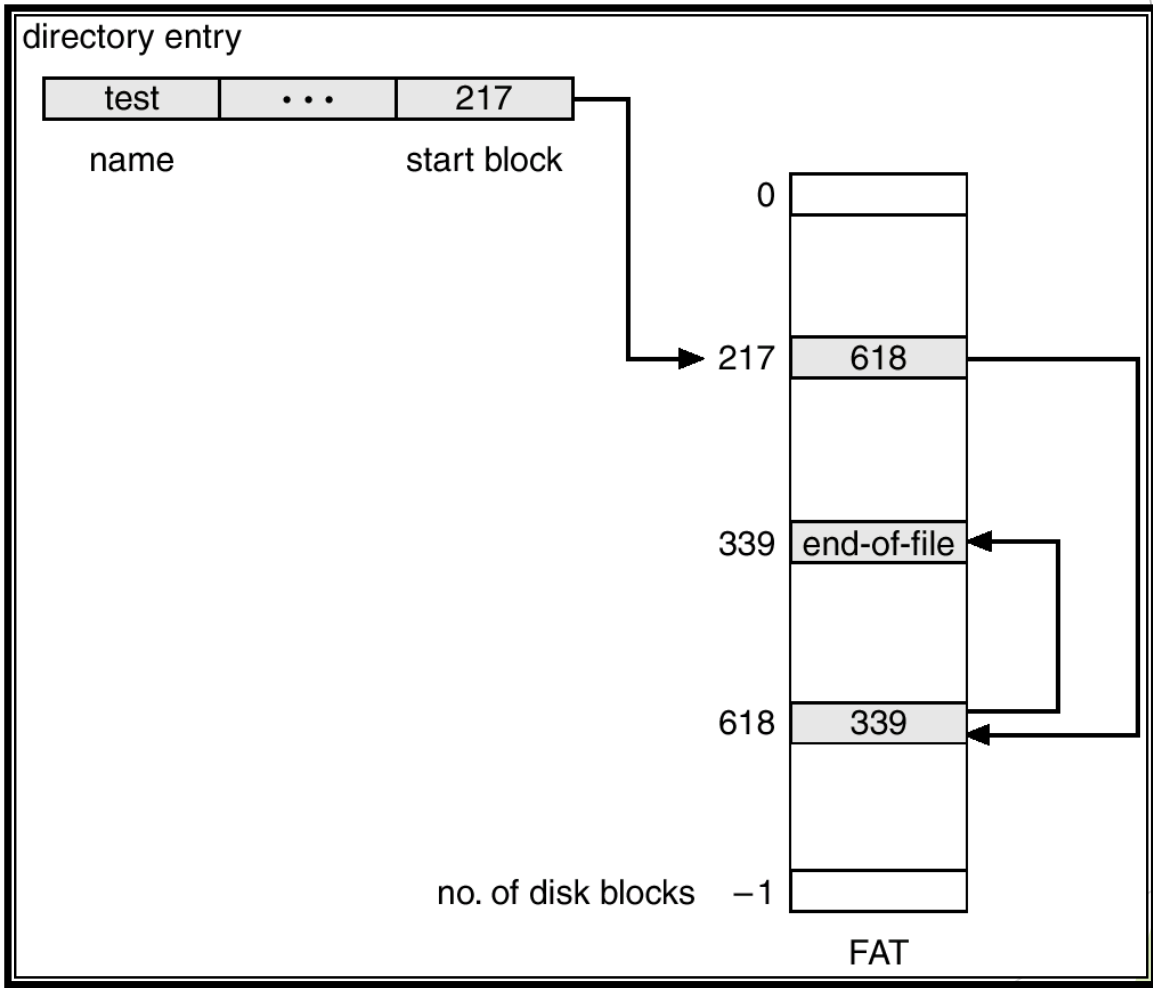 directory entry
test ••• 217
name start block
0
217 618
339 end-of-file
618 339
no. of disk blocks –1
FAT